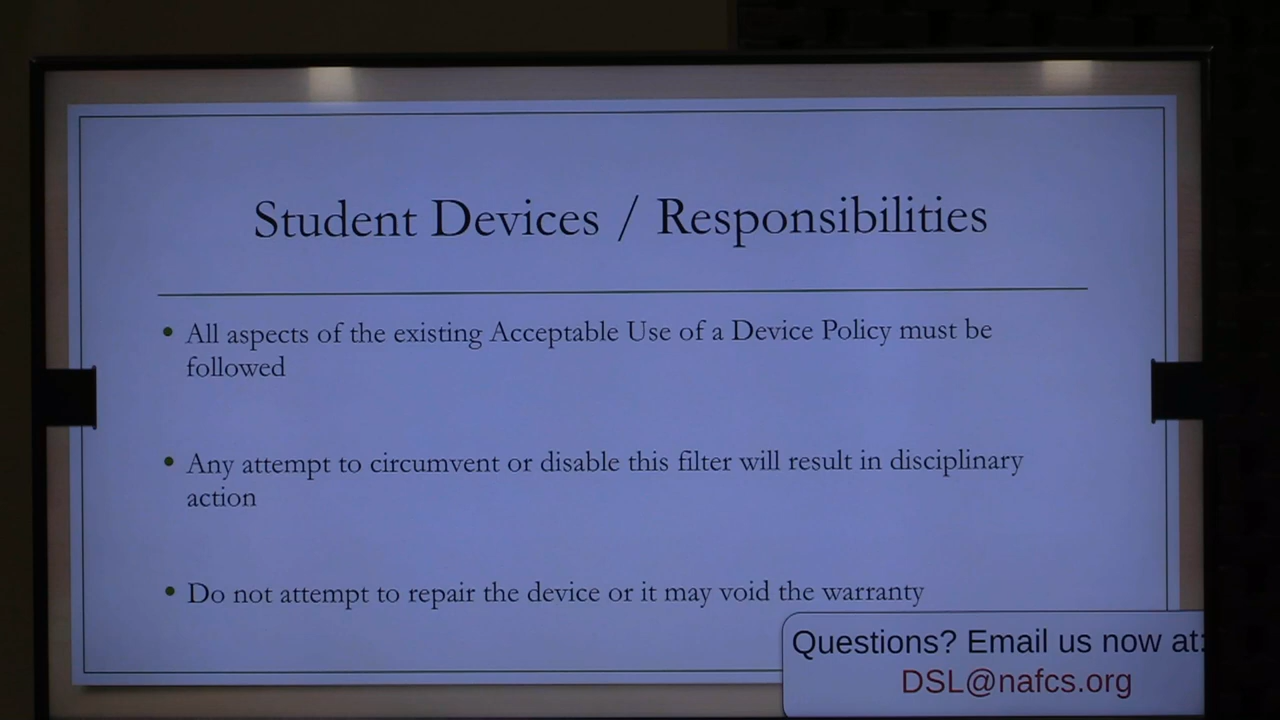 Student Devices / Responsibilities
• All aspects of the existing Acceptable Use of a Device Policy must be
followed
• Any attempt to circumvent or disable this filter will result in disciplinary
action
• Do not attempt to repair the device or it may void the warranty
Questions? Email us now at:
DSL@nafcs.org